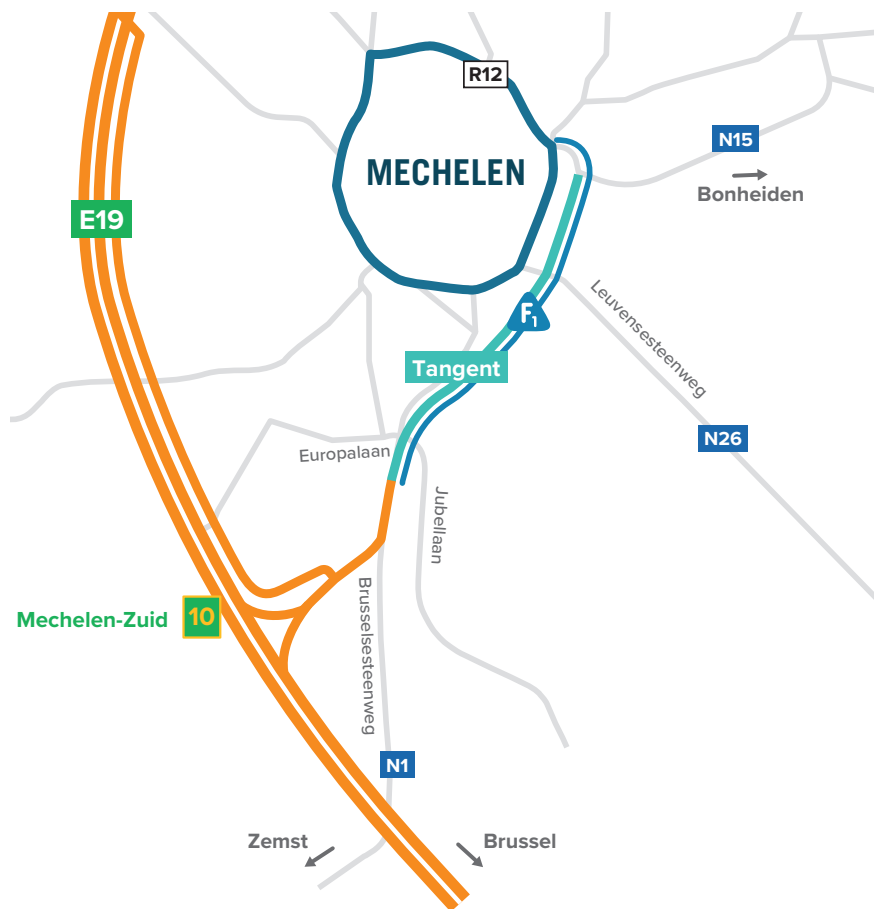 R12
MECHELEN
N15
Bonheiden
E19
Leuvensesteenweg
F1
Tangent
N26
Europalaan
Jubellaan
Brusselsesteenweg
Mechelen-Zuid
10
N1
Zemst
Brussel